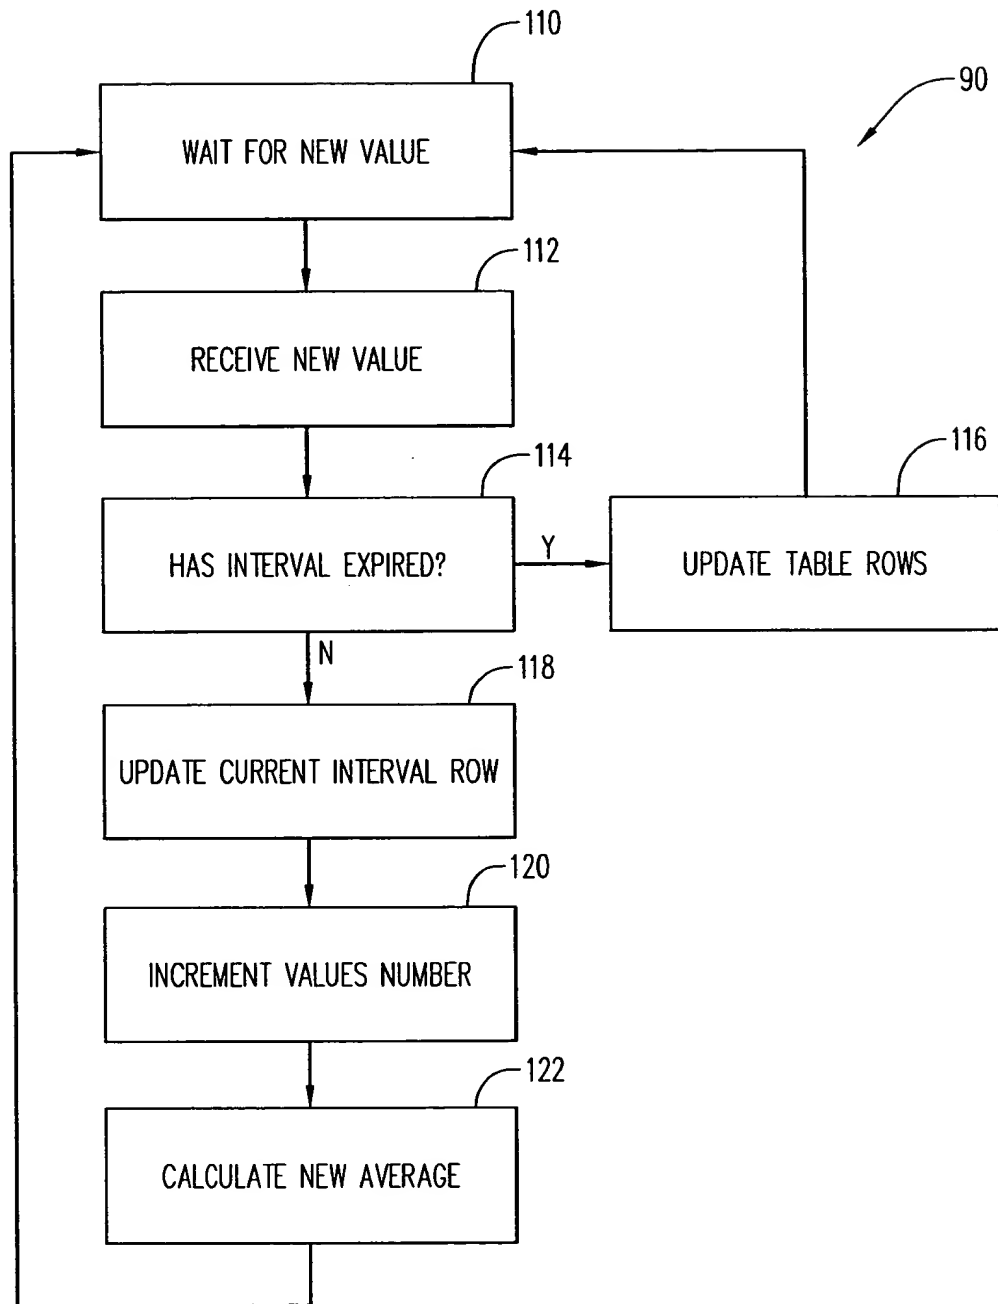 110
90
WAIT FOR NEW VALUE
112
RECEIVE NEW VALUE
114
116
HAS INTERVAL EXPIRED?
Y
UPDATE TABLE ROWS
N
118
UPDATE CURRENT INTERVAL ROW
120
INCREMENT VALUES NUMBER
122
CALCULATE NEW AVERAGE